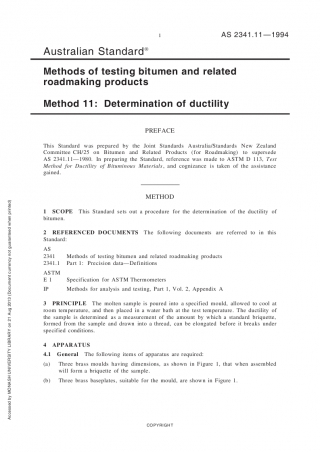 1
AS 2341.11—1994
Australian Standard®
Methods of testing bitumen and related
roadmaking products
Method 11: Determination of ductility
PREFACE
This Standard was prepared by the Joint Standards Australia/Standards New Zealand
Committee CH/25 on Bitumen and Related Products (for Roadmaking) to supersede
AS 2341.11—1980. In preparing the Standard, reference was made to ASTM D 113, Test
Method for Ductility of Bituminous Materials, and cognizance is taken of the assistance
gained.
METHOD
1 SCOPE This Standard sets out a procedure for the determination of the ductility of
bitumen.
2 REFERENCED DOCUMENTS The following documents are referred to in this
Standard:
AS
2341 Methods of testing bitumen and related roadmaking products
2341.1 Part 1: Precision data—Definitions
ASTM
E 1 Specification for ASTM Thermometers
IP Methods for analysis and testing, Part 1, Vol. 2, Appendix A
3 PRINCIPLE The molten sample is poured into a specified mould, allowed to cool at
room temperature, and then placed in a water bath at the test temperature. The ductility of
the sample is determined as a measurement of the amount by which a standard briquette,
formed from the sample and drawn into a thread, can be elongated before it breaks under
specified conditions.
4 APPARATUS
4.1 General The following items of apparatus are required:
(a) Three brass moulds having dimensions, as shown in Figure 1, that when assembled
will form a briquette of the sample.
(b) Three brass baseplates, suitable for the mould, are shown in Figure 1.
Accessed by MONASH UNIVERSITY LIBRARY on 21 Aug 2013 [Document currency not guaranteed when printed]
COPYRIGHT